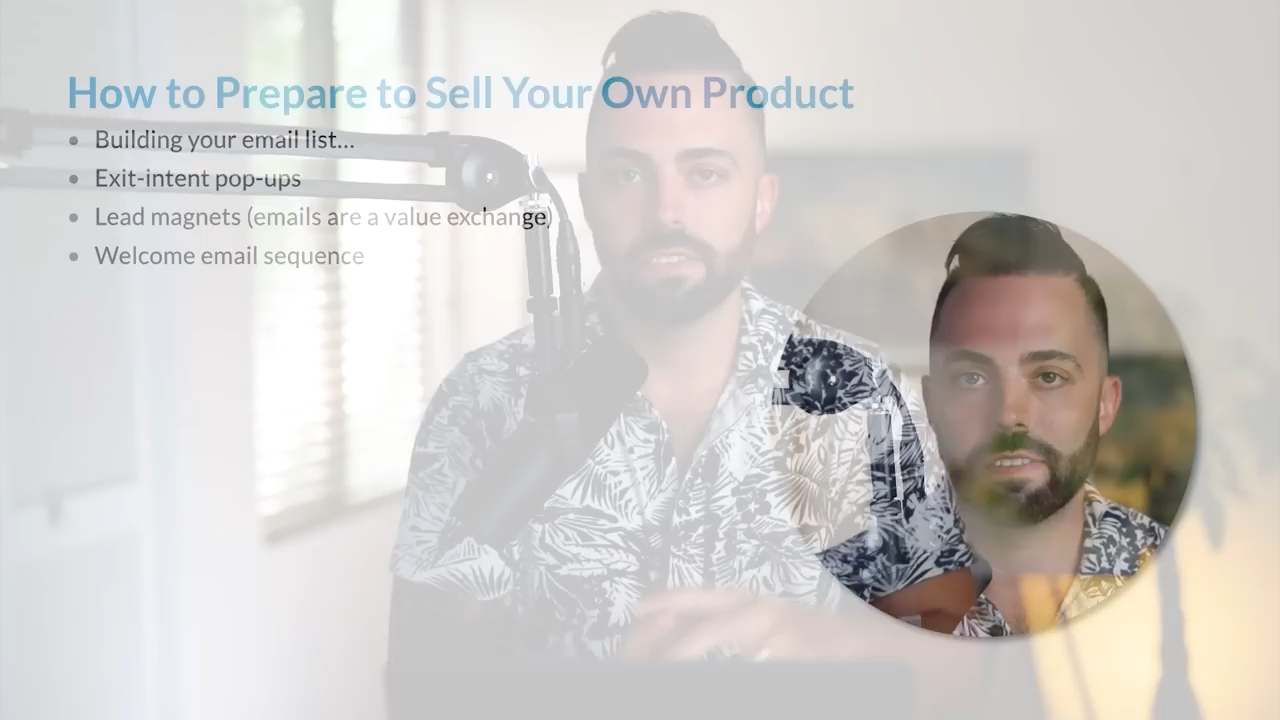 How to Prepare to Sell Your Own Product
Building your email list...
Exit-intent pop-ups
Lead magnets (emails are a value exchange)
Welcome email sequence